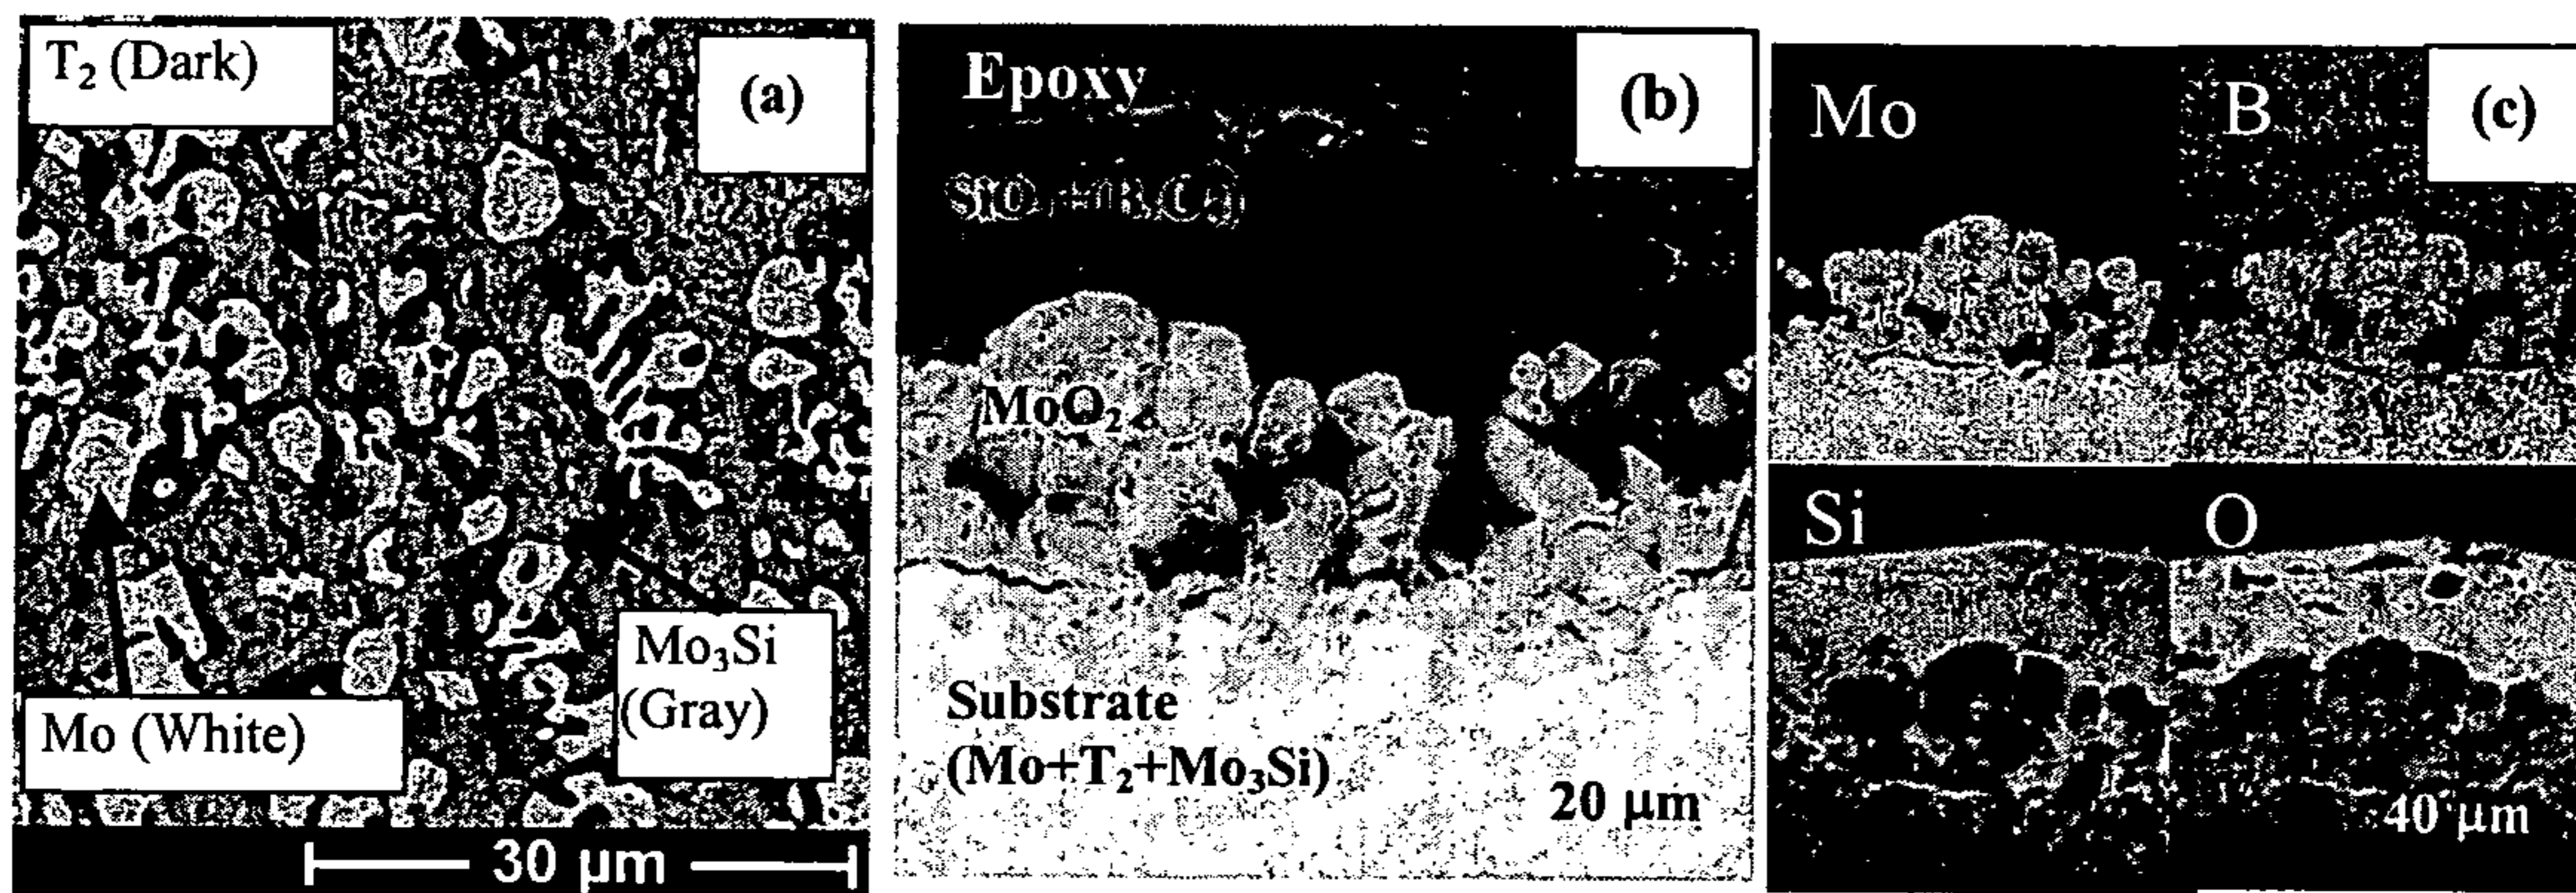 T₂ (Dark)
(a)
Mo (White)
Mo₃Si
(Gray)
30 μm
Epoxy
(b)
MoO₂
Substrate
(Mo+T₂+Mo₃Si)
20 μm
Mo
B
(c)
Si
O
40 μm